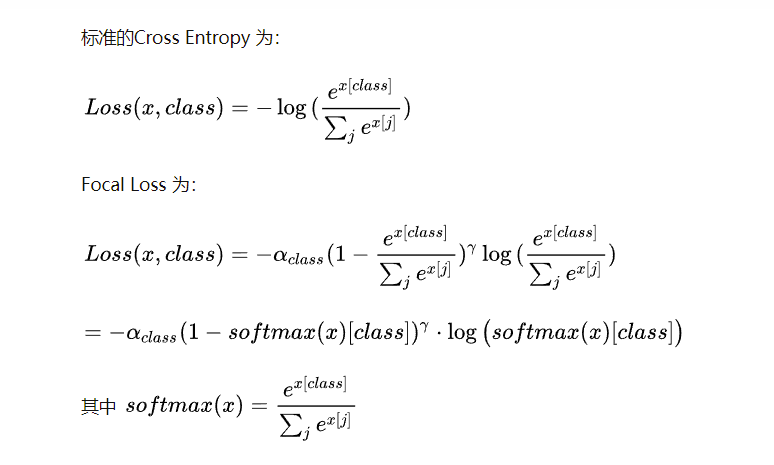 标准的Cross Entropy 为：
Loss(x, class) = −log(e^{x[class]} / ∑_j e^{x[j]})
Focal Loss 为：
Loss(x, class) = −α_{class}(1 − e^{x[class]} / ∑_j e^{x[j]})^γ log(e^{x[class]} / ∑_j e^{x[j]})
= −α_{class}(1 − softmax(x)[class])^γ · log(softmax(x)[class])
其中 softmax(x) = e^{x[class]} / ∑_j e^{x[j]}